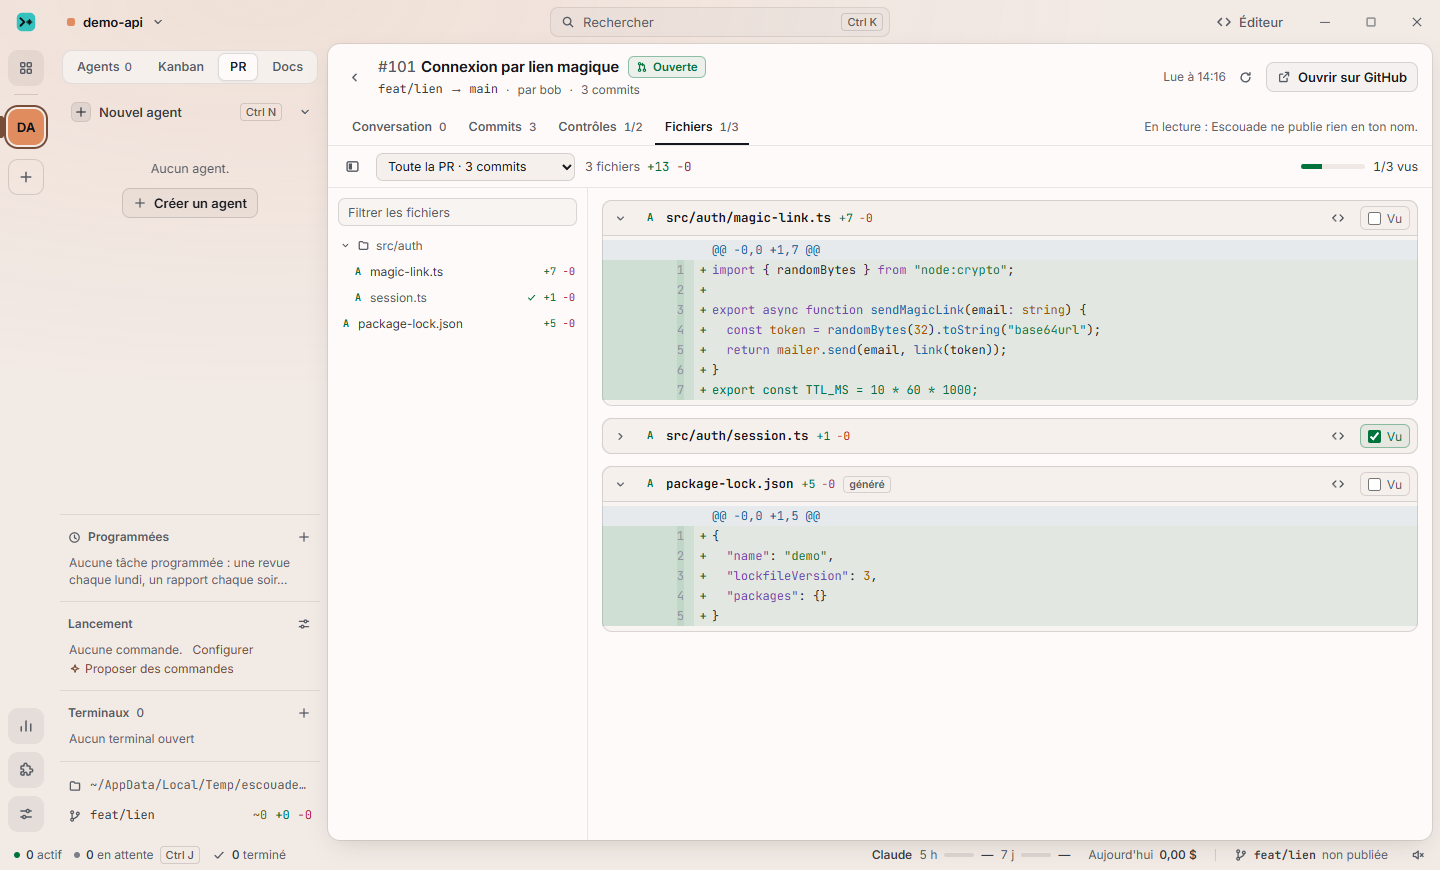 demo-api
Rechercher
Ctrl K
Éditeur
Agents 0
Kanban
PR
Docs
DA
Nouvel agent
Ctrl N
Aucun agent.
Créer un agent
Programmées
Aucune tâche programmée : une revue
chaque lundi, un rapport chaque soir...
Lancement
Aucune commande. Configurer
Proposer des commandes
Terminaux 0
Aucun terminal ouvert
~/AppData/Local/Temp/escouade…
feat/lien
~0 +0 -0
#101 Connexion par lien magique
Ouverte
feat/lien → main · par bob · 3 commits
Lue à 14:16
Ouvrir sur GitHub
Conversation 0
Commits 3
Contrôles 1/2
Fichiers 1/3
En lecture : Escouade ne publie rien en ton nom.
Toute la PR · 3 commits
3 fichiers +13 -0
1/3 vus
Filtrer les fichiers
src/auth
A magic-link.ts +7 -0
A session.ts +1 -0
A package-lock.json +5 -0
A src/auth/magic-link.ts +7 -0
Vu
@@ -0,0 +1,7 @@
1 + import { randomBytes } from "node:crypto";
2 +
3 + export async function sendMagicLink(email: string) {
4 + const token = randomBytes(32).toString("base64url");
5 + return mailer.send(email, link(token));
6 + }
7 + export const TTL_MS = 10 * 60 * 1000;
A src/auth/session.ts +1 -0
Vu
A package-lock.json +5 -0 généré
Vu
@@ -0,0 +1,5 @@
1 + {
2 + "name": "demo",
3 + "lockfileVersion": 3,
4 + "packages": {}
5 + }
0 actif
0 en attente
Ctrl J
0 terminé
Claude 5 h — 7 j —
Aujourd'hui 0,00 $
feat/lien non publiée